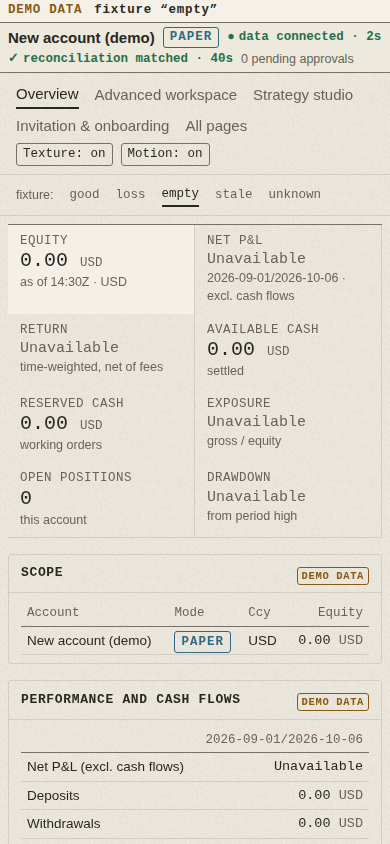 DEMO DATA fixture “empty”
New account (demo) PAPER ● data connected · 2s
✓ reconciliation matched · 40s 0 pending approvals
Overview Advanced workspace Strategy studio
Invitation & onboarding All pages
Texture: on Motion: on
fixture: good loss empty stale unknown
EQUITY
0.00 USD
as of 14:30Z · USD
NET P&L
Unavailable
2026-09-01/2026-10-06 ·
excl. cash flows
RETURN
Unavailable
time-weighted, net of fees
AVAILABLE CASH
0.00 USD
settled
RESERVED CASH
0.00 USD
working orders
EXPOSURE
Unavailable
gross / equity
OPEN POSITIONS
0
this account
DRAWDOWN
Unavailable
from period high
SCOPE DEMO DATA
Account Mode Ccy Equity
New account (demo) PAPER USD 0.00 USD
PERFORMANCE AND CASH FLOWS DEMO DATA
2026-09-01/2026-10-06
Net P&L (excl. cash flows) Unavailable
Deposits 0.00 USD
Withdrawals 0.00 USD